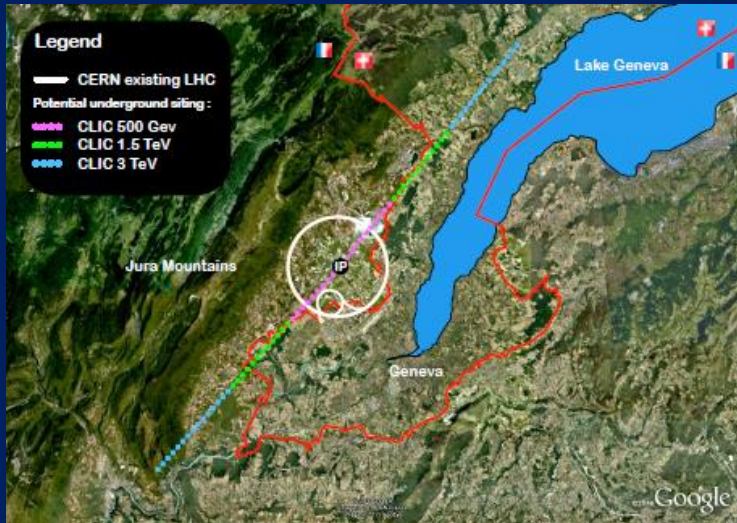 Legend
CERN existing LHC
Potential underground siting :
CLIC 500 Gev
CLIC 1.5 TeV
CLIC 3 TeV
Lake Geneva
Jura Mountains
IP
Geneva
Google